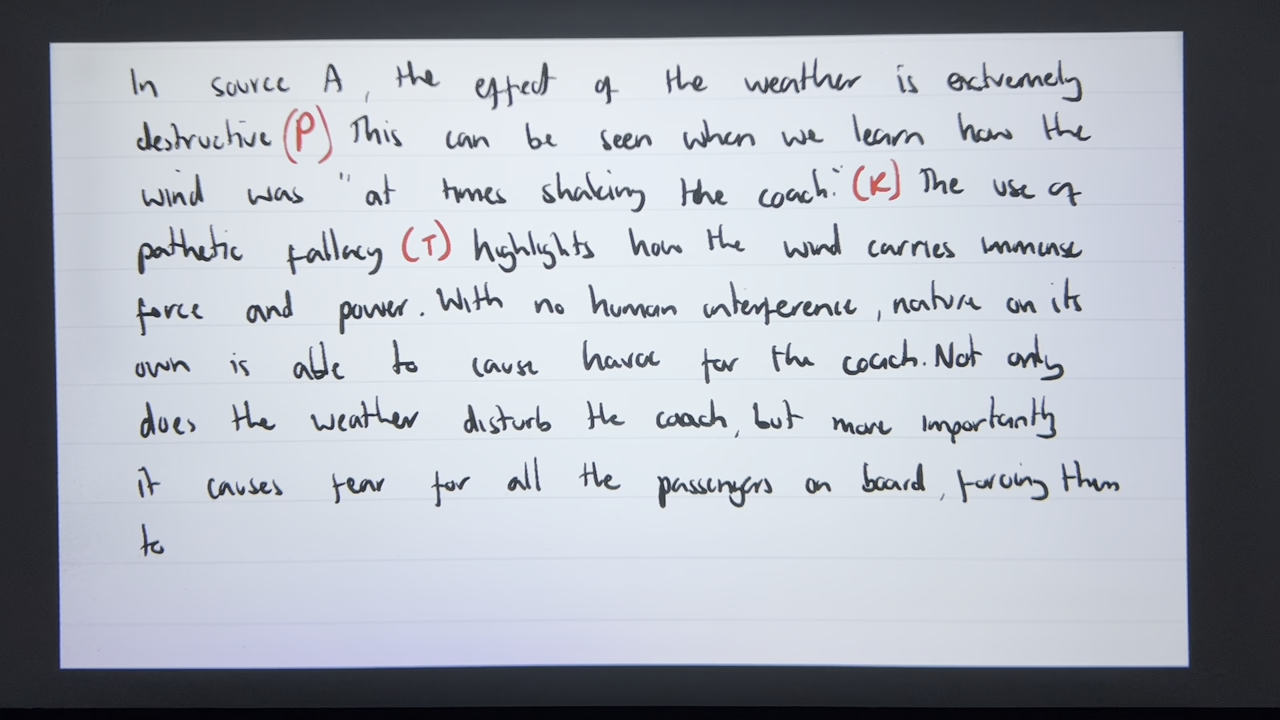 In source A, the effect of the weather is extremely
destructive (P) This can be seen when we learn how the
wind was "at times shaking the coach." (R) The use of
pathetic fallacy (T) highlights how the wind carries immense
force and power. With no human interference, nature on its
own is able to cause havoc for the coach. Not only
does the weather disturb the coach, but more importantly
it causes fear for all the passengers on board, forcing them
to